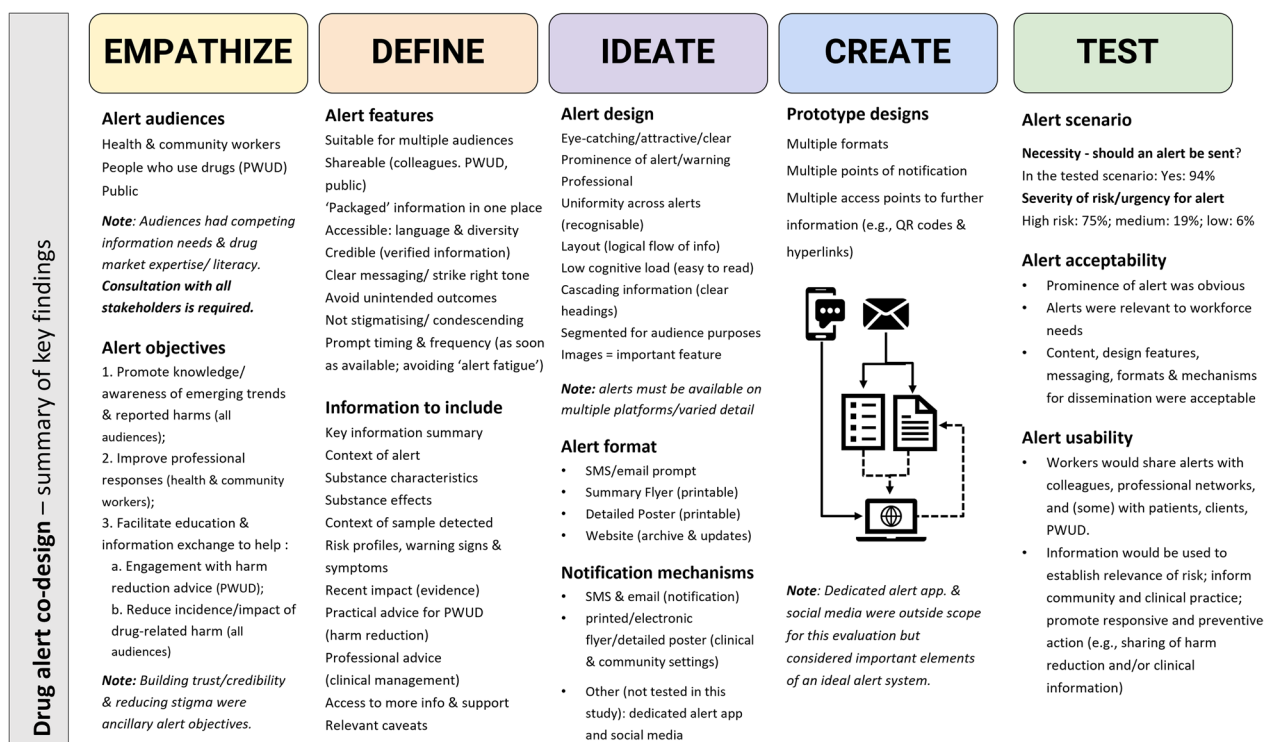 Drug alert co-design – summary of key findings
EMPATHIZE
Alert audiences
Health & community workers
People who use drugs (PWUD)
Public
Note: Audiences had competing
information needs & drug
market expertise/ literacy.
Consultation with all
stakeholders is required.
Alert objectives
1. Promote knowledge/
awareness of emerging trends
& reported harms (all
audiences);
2. Improve professional
responses (health & community
workers);
3. Facilitate education &
information exchange to help :
a. Engagement with harm
reduction advice (PWUD);
b. Reduce incidence/impact of
drug-related harm (all
audiences)
Note: Building trust/credibility
& reducing stigma were
ancillary alert objectives.
DEFINE
Alert features
Suitable for multiple audiences
Shareable (colleagues. PWUD,
public)
‘Packaged’ information in one place
Accessible: language & diversity
Credible (verified information)
Clear messaging/ strike right tone
Avoid unintended outcomes
Not stigmatising/ condescending
Prompt timing & frequency (as soon
as available; avoiding ‘alert fatigue’)
Information to include
Key information summary
Context of alert
Substance characteristics
Substance effects
Context of sample detected
Risk profiles, warning signs &
symptoms
Recent impact (evidence)
Practical advice for PWUD
(harm reduction)
Professional advice
(clinical management)
Access to more info & support
Relevant caveats
IDEATE
Alert design
Eye-catching/attractive/clear
Prominence of alert/warning
Professional
Uniformity across alerts
(recognisable)
Layout (logical flow of info)
Low cognitive load (easy to read)
Cascading information (clear
headings)
Segmented for audience purposes
Images = important feature
Note: alerts must be available on
multiple platforms/varied detail
Alert format
• SMS/email prompt
• Summary Flyer (printable)
• Detailed Poster (printable)
• Website (archive & updates)
Notification mechanisms
• SMS & email (notification)
• printed/electronic
flyer/detailed poster (clinical
& community settings)
• Other (not tested in this
study): dedicated alert app
and social media
CREATE
Prototype designs
Multiple formats
Multiple points of notification
Multiple access points to further
information (e.g., QR codes &
hyperlinks)
Note: Dedicated alert app. &
social media were outside scope
for this evaluation but
considered important elements
of an ideal alert system.
TEST
Alert scenario
Necessity - should an alert be sent?
In the tested scenario: Yes: 94%
Severity of risk/urgency for alert
High risk: 75%; medium: 19%; low: 6%
Alert acceptability
• Prominence of alert was obvious
• Alerts were relevant to workforce
needs
• Content, design features,
messaging, formats & mechanisms
for dissemination were acceptable
Alert usability
• Workers would share alerts with
colleagues, professional networks,
and (some) with patients, clients,
PWUD.
• Information would be used to
establish relevance of risk; inform
community and clinical practice;
promote responsive and preventive
action (e.g., sharing of harm
reduction and/or clinical
information)